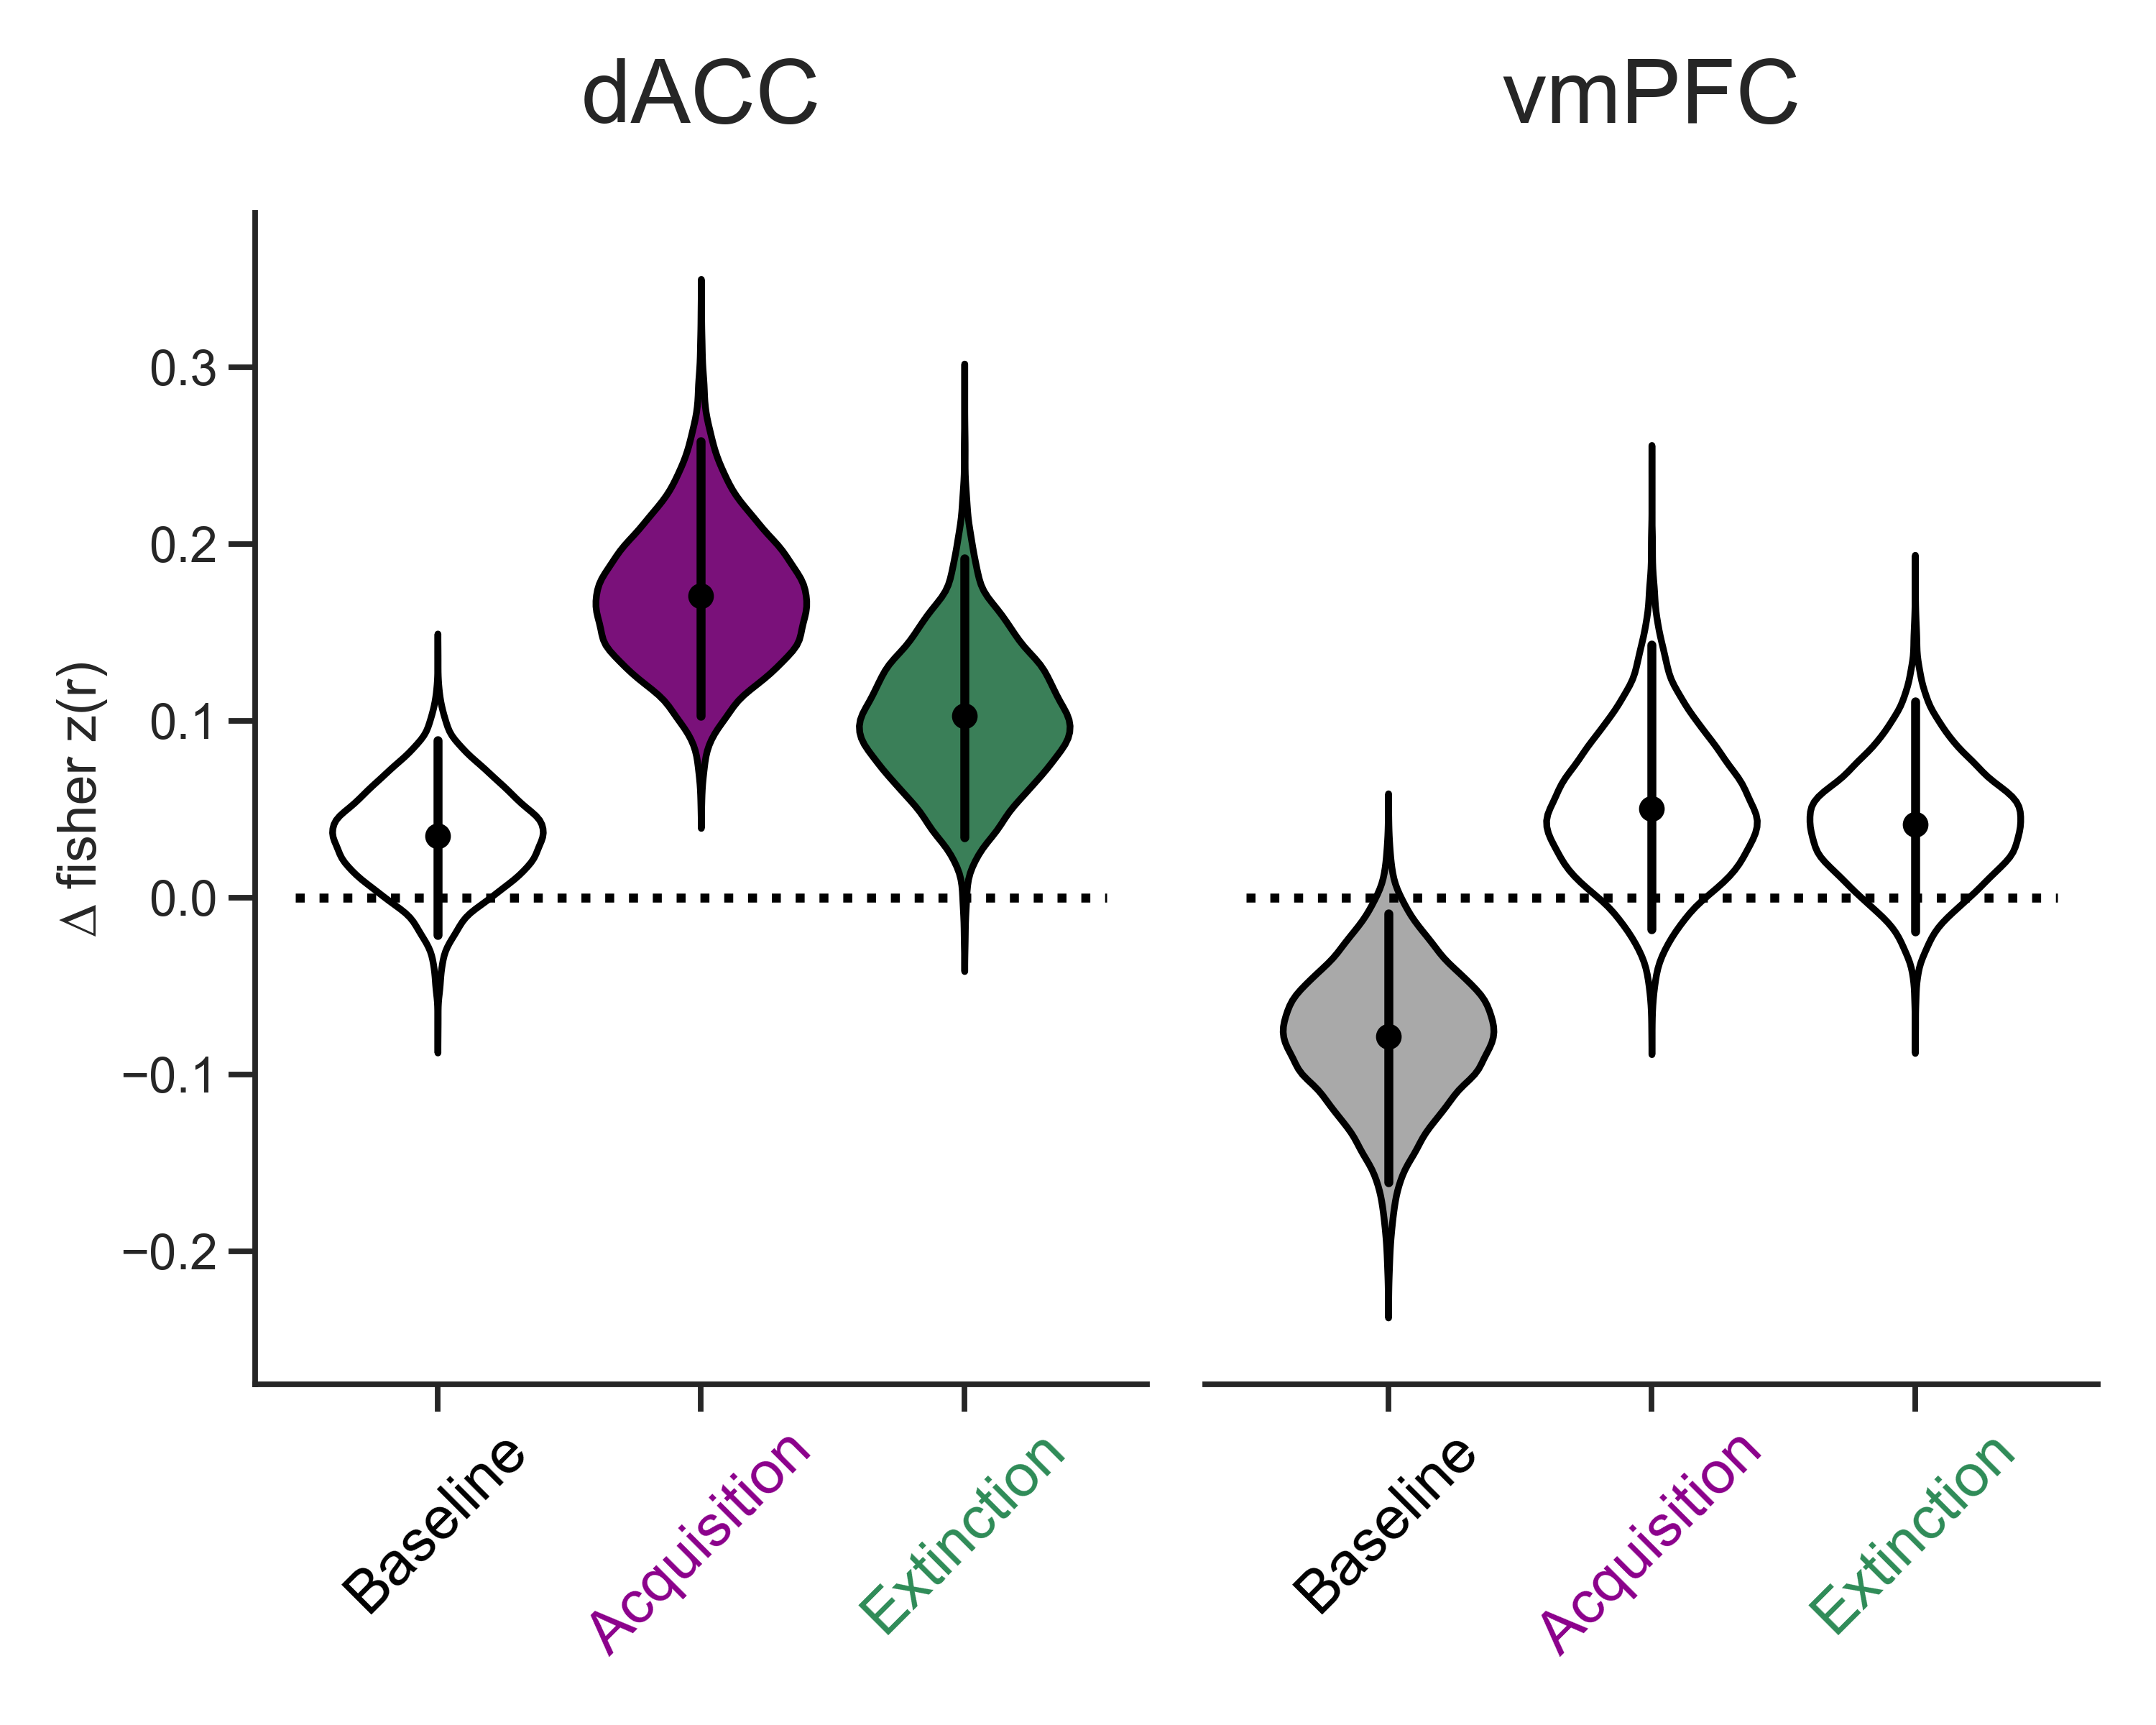 dACC
vmPFC
Δ fisher z(r)
0.3
0.2
0.1
0.0
−0.1
−0.2
Baseline
Acquisition
Extinction
Baseline
Acquisition
Extinction